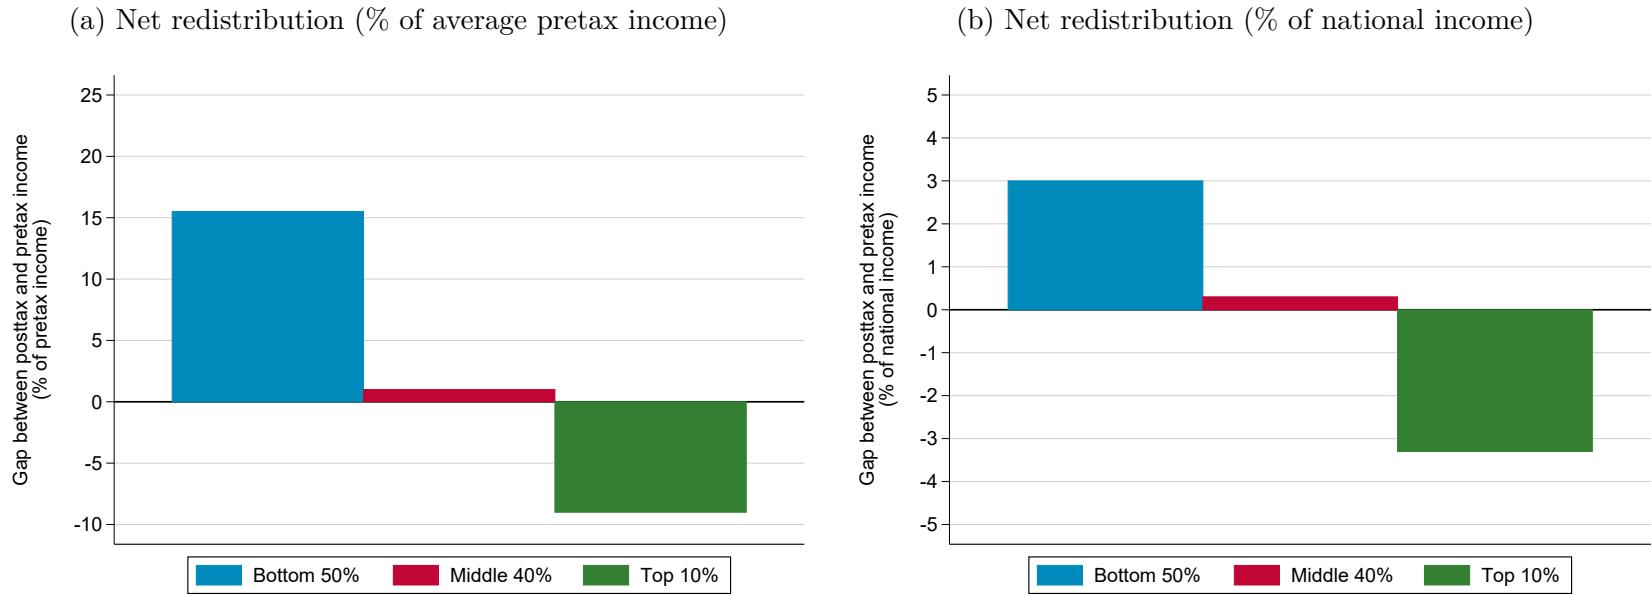 (a) Net redistribution (% of average pretax income)
25
20
15
10
5
0
-5
-10
Gap between posttax and pretax income
(% of pretax income)
Bottom 50%
Middle 40%
Top 10%
(b) Net redistribution (% of national income)
5
4
3
2
1
0
-1
-2
-3
-4
-5
Gap between posttax and pretax income
(% of national income)
Bottom 50%
Middle 40%
Top 10%